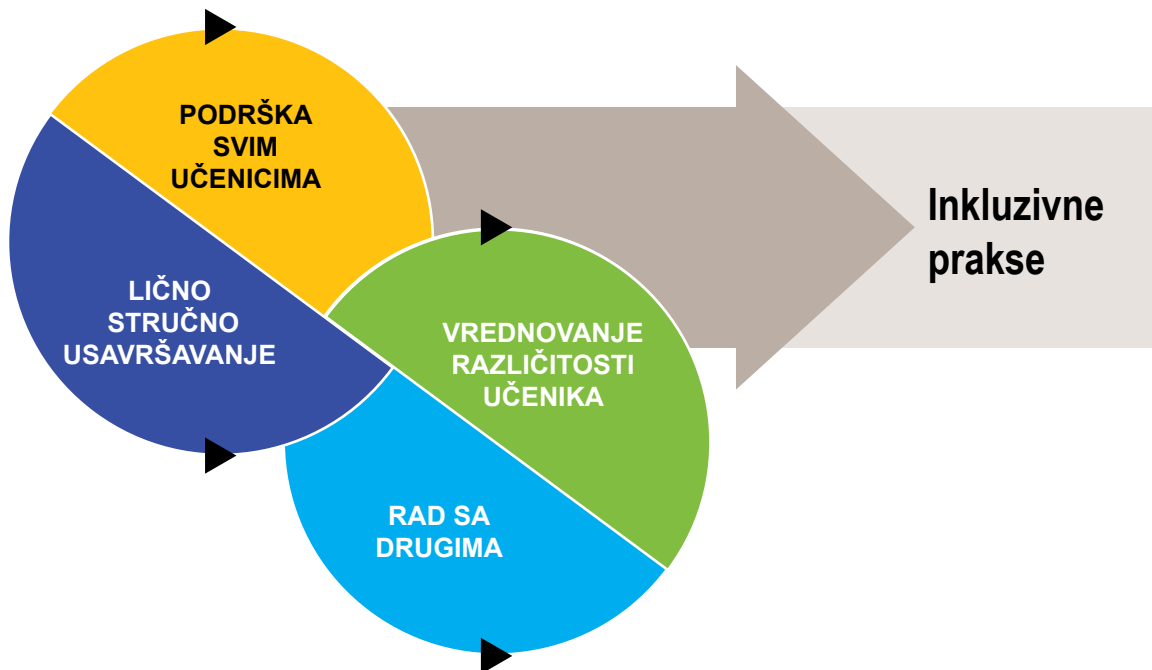 PODRŠKA
SVIM
UČENICIMA
LIČNO
STRUČNO
USAVRŠAVANJE
VREDNOVANJE
RAZLIČITOSTI
UČENIKA
RAD SA
DRUGIMA
Inkluzivne
prakse